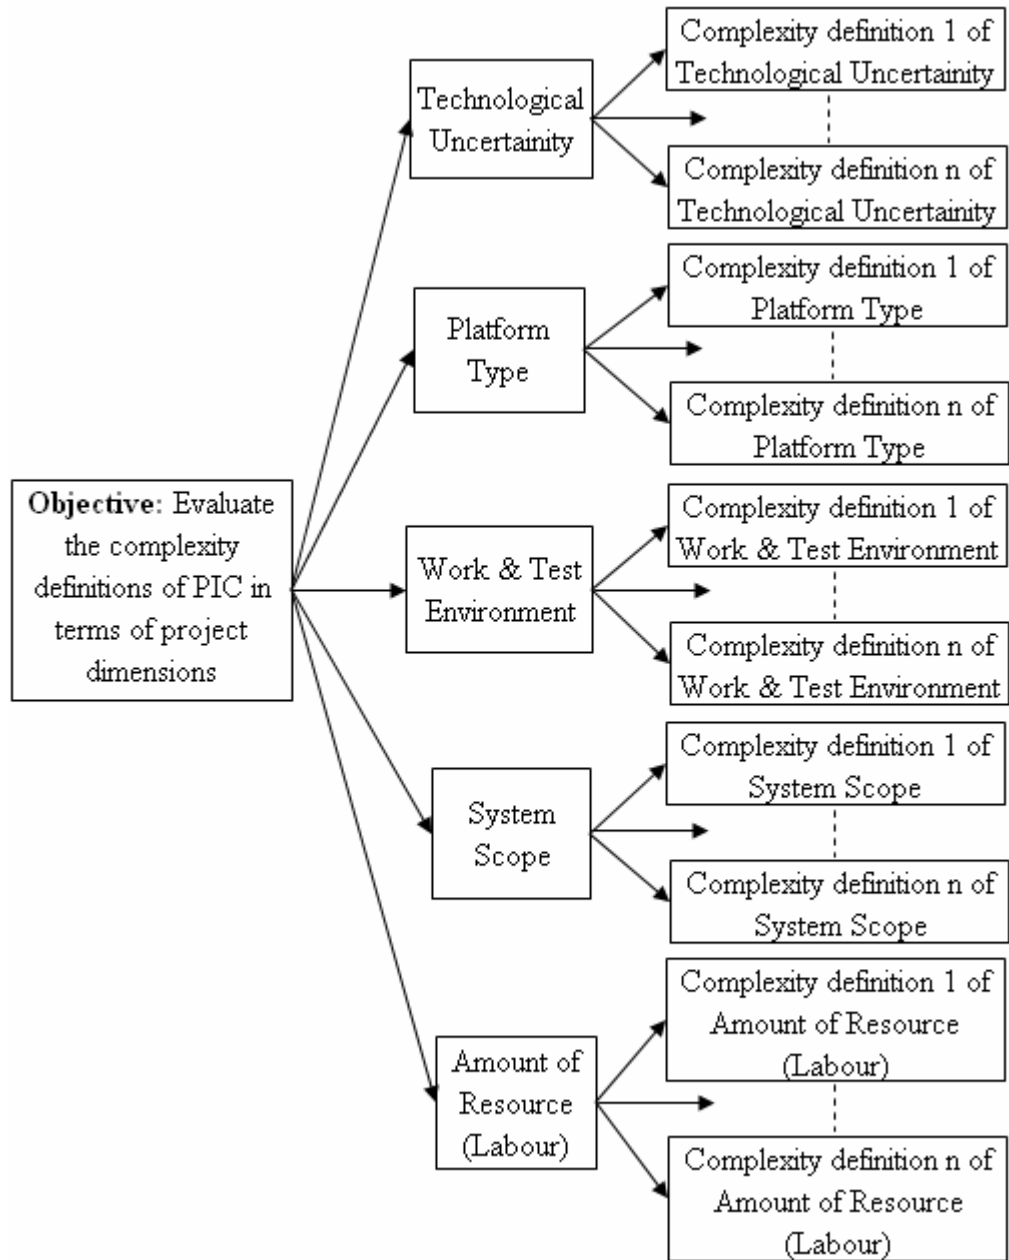 Complexity definition 1 of
Technological Uncertainity
Technological
Uncertainity
Complexity definition n of
Technological Uncertainity
Complexity definition 1 of
Platform Type
Platform
Type
Complexity definition n of
Platform Type
Objective: Evaluate
the complexity
definitions of PIC in
terms of project
dimensions
Complexity definition 1 of
Work & Test Environment
Work & Test
Environment
Complexity definition n of
Work & Test Environment
Complexity definition 1 of
System Scope
System
Scope
Complexity definition n of
System Scope
Complexity definition 1 of
Amount of Resource
(Labour)
Amount of
Resource
(Labour)
Complexity definition n of
Amount of Resource
(Labour)